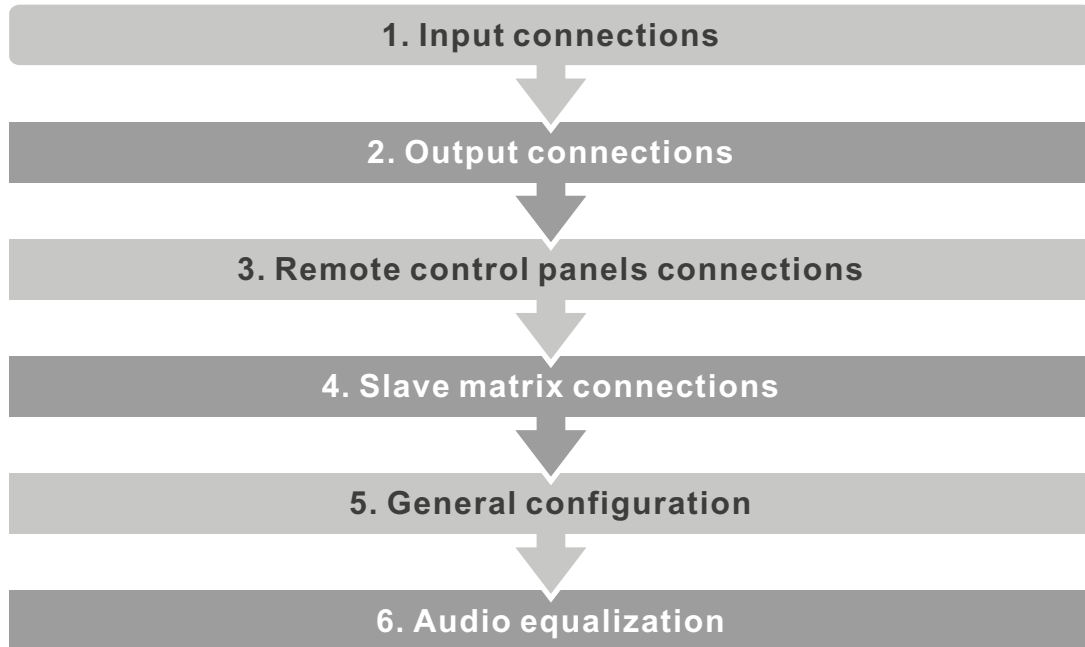 1. Input connections
2. Output connections
3. Remote control panels connections
4. Slave matrix connections
5. General configuration
6. Audio equalization